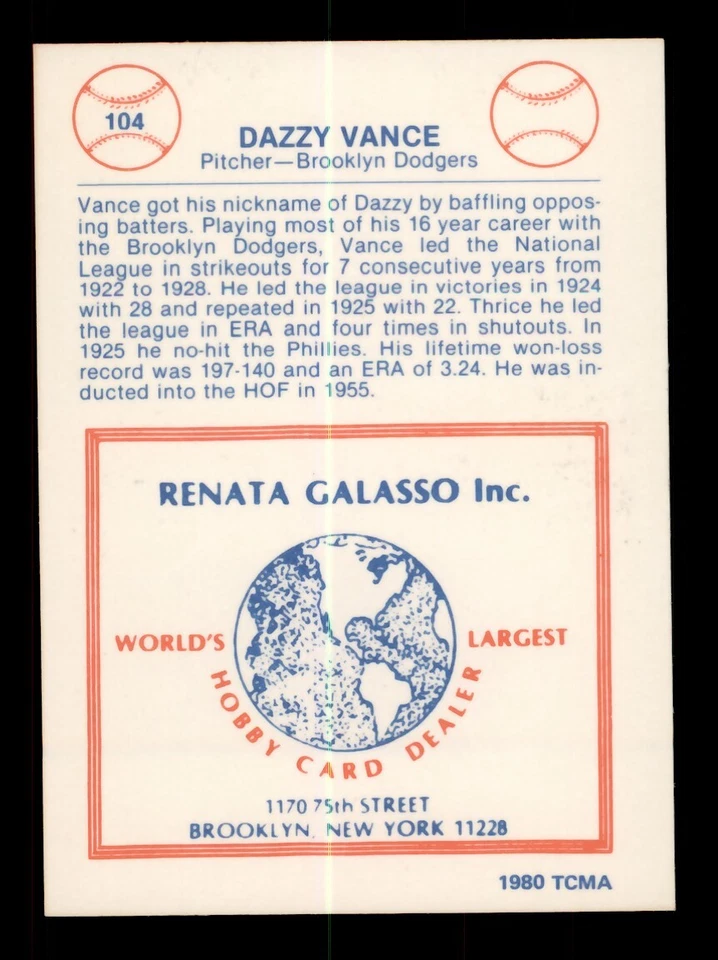 104
DAZZY VANCE
Pitcher—Brooklyn Dodgers
Vance got his nickname of Dazzy by baffling oppos-
ing batters. Playing most of his 16 year career with
the Brooklyn Dodgers, Vance led the National
League in strikeouts for 7 consecutive years from
1922 to 1928. He led the league in victories in 1924
with 28 and repeated in 1925 with 22. Thrice he led
the league in ERA and four times in shutouts. In
1925 he no-hit the Phillies. His lifetime won-loss
record was 197-140 and an ERA of 3.24. He was in-
ducted into the HOF in 1955.
RENATA GALASSO Inc.
WORLD'S LARGEST
HOBBY CARD DEALER
1170 75th STREET
BROOKLYN, NEW YORK 11228
1980 TCMA